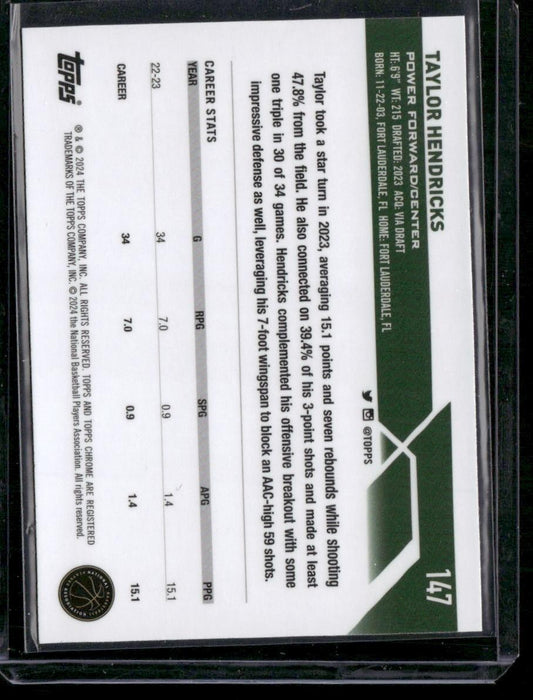 TAYLOR HENDRICKS
147
POWER FORWARD/CENTER
HT: 6'9" WT: 215 DRAFTED: 2023 ACQ: VIA DRAFT
BORN: 11-22-03, FORT LAUDERDALE, FL HOME: FORT LAUDERDALE, FL
@TOPPS
Taylor took a star turn in 2023, averaging 15.1 points and seven rebounds while shooting
47.8% from the field. He also connected on 39.4% of his 3-point shots and made at least
one triple in 30 of 34 games. Hendricks complemented his offensive breakout with some
impressive defense as well, leveraging his 7-foot wingspan to block an AAC-high 59 shots.
CAREER STATS
YEAR G RPG SPG APG PPG
22-23 34 7.0 0.9 1.4 15.1
CAREER 34 7.0 0.9 1.4 15.1
Topps
® & © 2024 THE TOPPS COMPANY, INC. ALL RIGHTS RESERVED. TOPPS AND TOPPS CHROME ARE REGISTERED
TRADEMARKS OF THE TOPPS COMPANY, INC. © 2024 the National Basketball Players Association. All rights reserved.
NATIONAL BASKETBALL PLAYERS ASSOCIATION